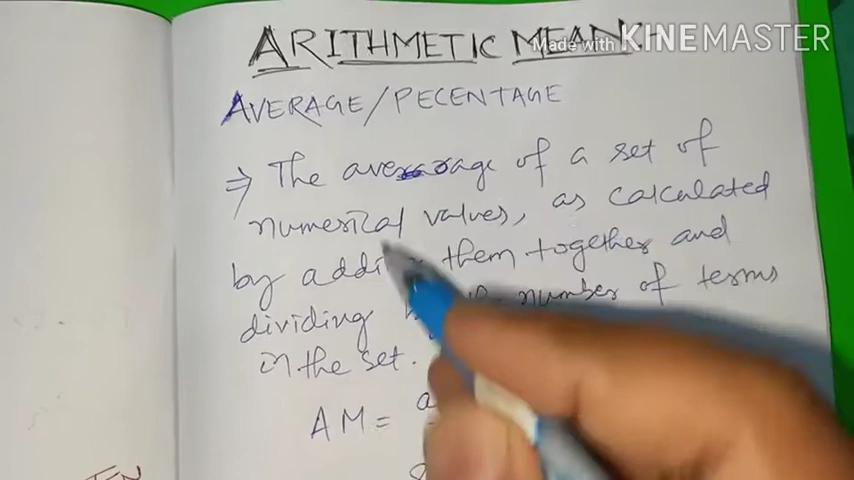 ARITHMETIC MEAN
Made with KINEMASTER
AVERAGE/PECENTAGE
⇒ The average of a set of
numerical values, as calculated
by them together and
dividing number of terms
in the set.
AM = a